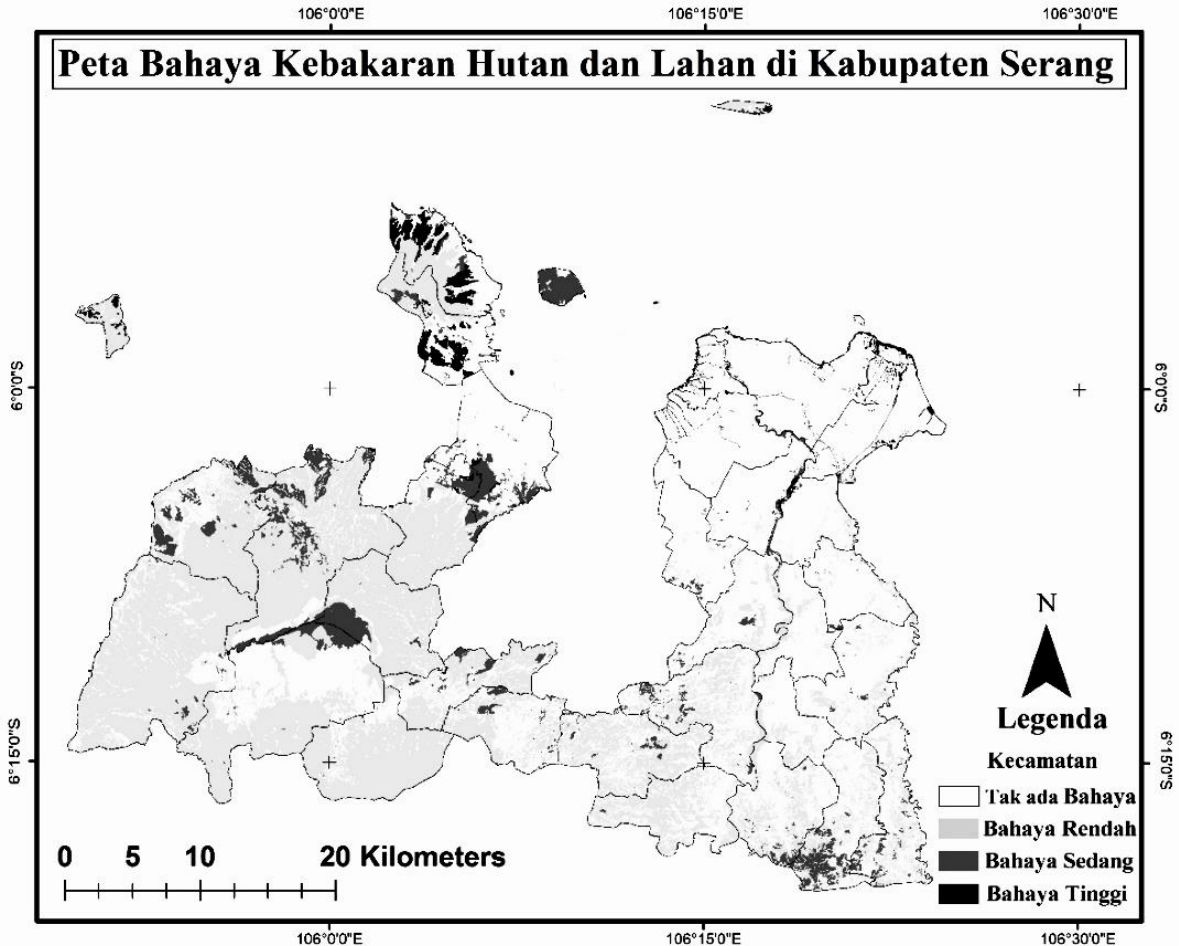 106°0'0"S 106°15'0"S 106°30'0"S
Peta Bahaya Kebakaran Hutan dan Lahan di Kabupaten Serang
6°0'0"S 6°0'0"S
N
Legenda
6°15'0"S 6°15'0"S
Kecamatan
Tak ada Bahaya
Bahaya Rendah
Bahaya Sedang
Bahaya Tinggi
0 5 10 20 Kilometers
106°0'0"S 106°15'0"S 106°30'0"S